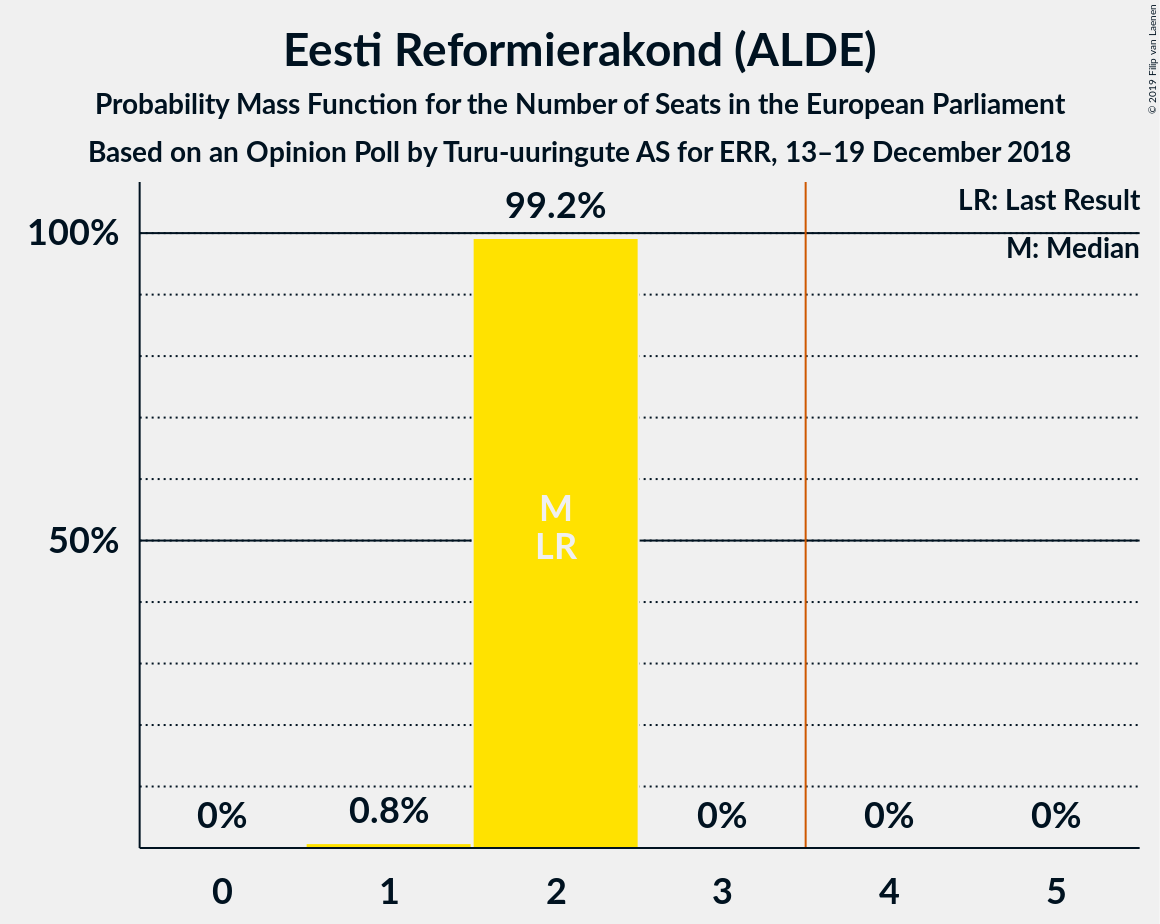 Eesti Reformierakond (ALDE)
Probability Mass Function for the Number of Seats in the European Parliament
Based on an Opinion Poll by Turu-uuringute AS for ERR, 13–19 December 2018
© 2019 Filip van Laenen
LR: Last Result
M: Median
99.2%
100%
M
LR
50%
0%
0.8%
0%
0%
0%
0
1
2
3
4
5